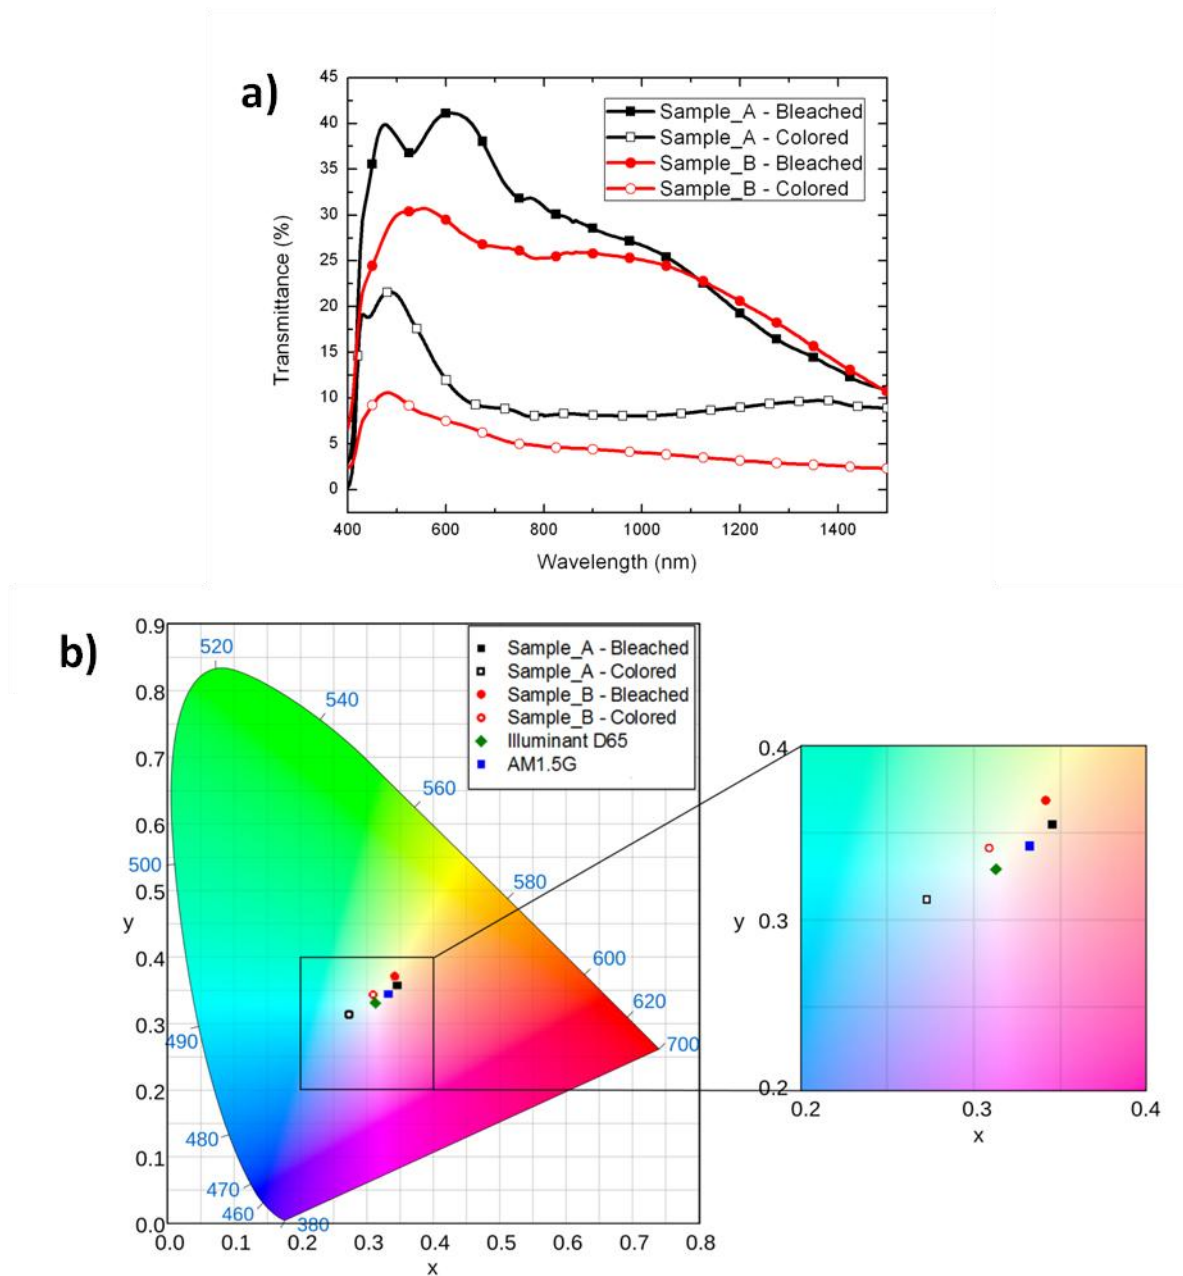 a)
45
40
35
30
25
20
15
10
5
0
Transmittance (%)
Sample_A - Bleached
Sample_A - Colored
Sample_B - Bleached
Sample_B - Colored
400 600 800 1000 1200 1400
Wavelength (nm)
b)
0.9
0.8
0.7
0.6
0.5
0.4
0.3
0.2
0.1
0.0
y
520
540
560
580
600
620
700
500
490
480
470
460
380
Sample_A - Bleached
Sample_A - Colored
Sample_B - Bleached
Sample_B - Colored
Illuminant D65
AM1.5G
0.0 0.1 0.2 0.3 0.4 0.5 0.6 0.7 0.8
x
0.4
y 0.3
0.2
0.2 0.3 0.4
x